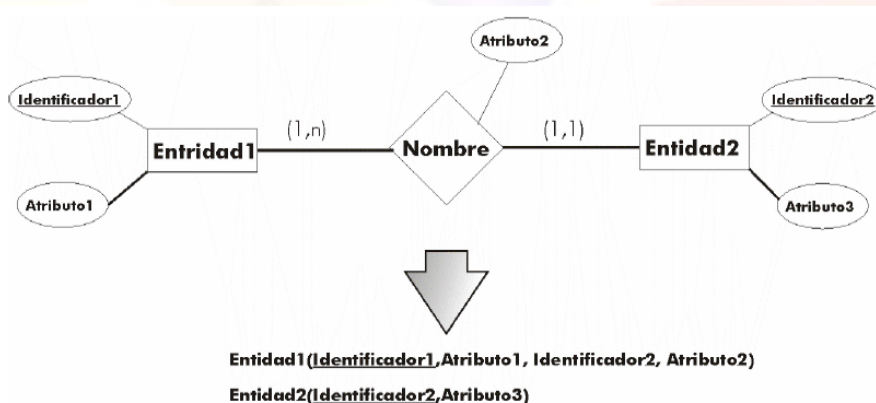 Atributo2
Identificador1
Identificador2
(1,n)
(1,1)
Entridad1
Nombre
Entidad2
Atributo1
Atributo3
Entidad1(Identificador1,Atributo1, Identificador2, Atributo2)
Entidad2(Identificador2,Atributo3)